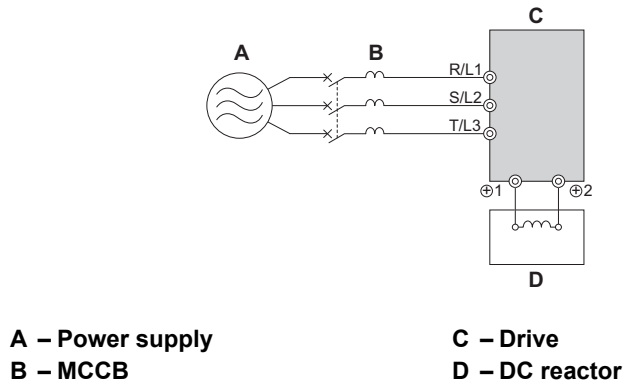 C
A B
R/L1
S/L2
T/L3
⊕1 ⊕2
D
A – Power supply
B – MCCB
C – Drive
D – DC reactor